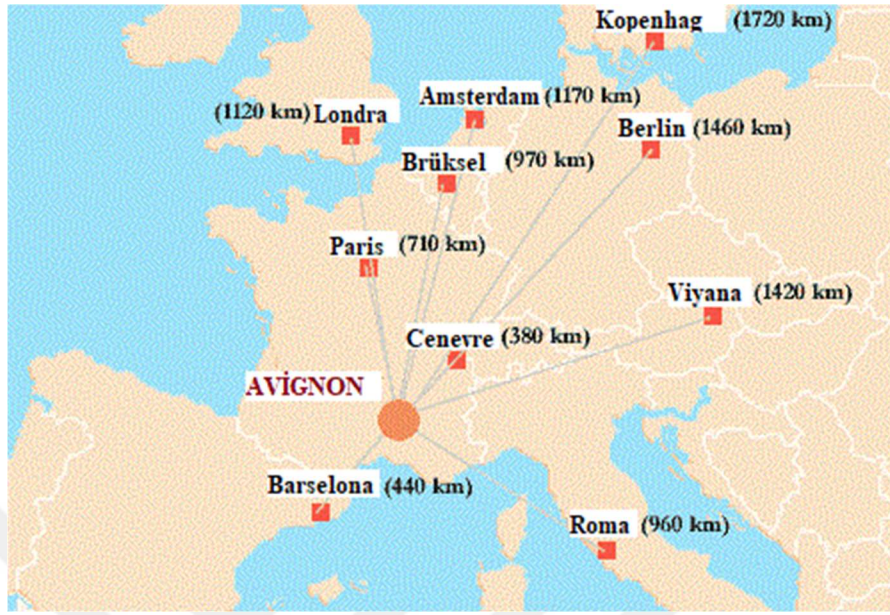 Kopenhag (1720 km)
(1120 km) Londra
Amsterdam (1170 km)
Berlin (1460 km)
Brüksel (970 km)
Paris (710 km)
Viyana (1420 km)
Cenevre (380 km)
AVİGNON
Barselona (440 km)
Roma (960 km)